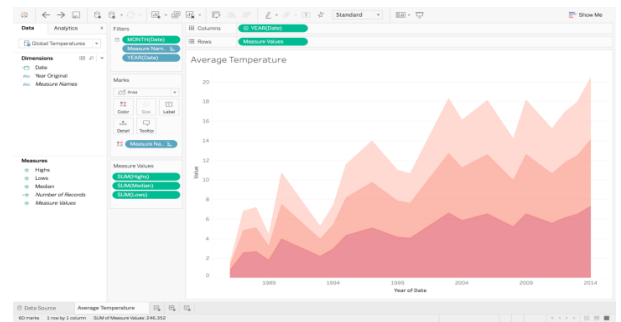 Standard
Show Me
Data Analytics
Global Temperatures
Dimensions
Date
Abc Year Original
Abc Measure Names
Measures
Highs
Lows
Median
Number of Records
Measure Values
Filters
MONTH(Date)
Measure Nam..
YEAR(Date)
Marks
Area
Color Size Label
Detail Tooltip
Measure Na..
Measure Values
SUM(Highs)
SUM(Median)
SUM(Lows)
Columns YEAR(Date)
Rows Measure Values
Average Temperature
20
18
16
14
12
10
8
6
4
2
0
Value
1989 1994 1999 2004 2009 2014
Year of Date
Data Source Average Temperature
60 marks 1 row by 1 column SUM of Measure Values: 246.352